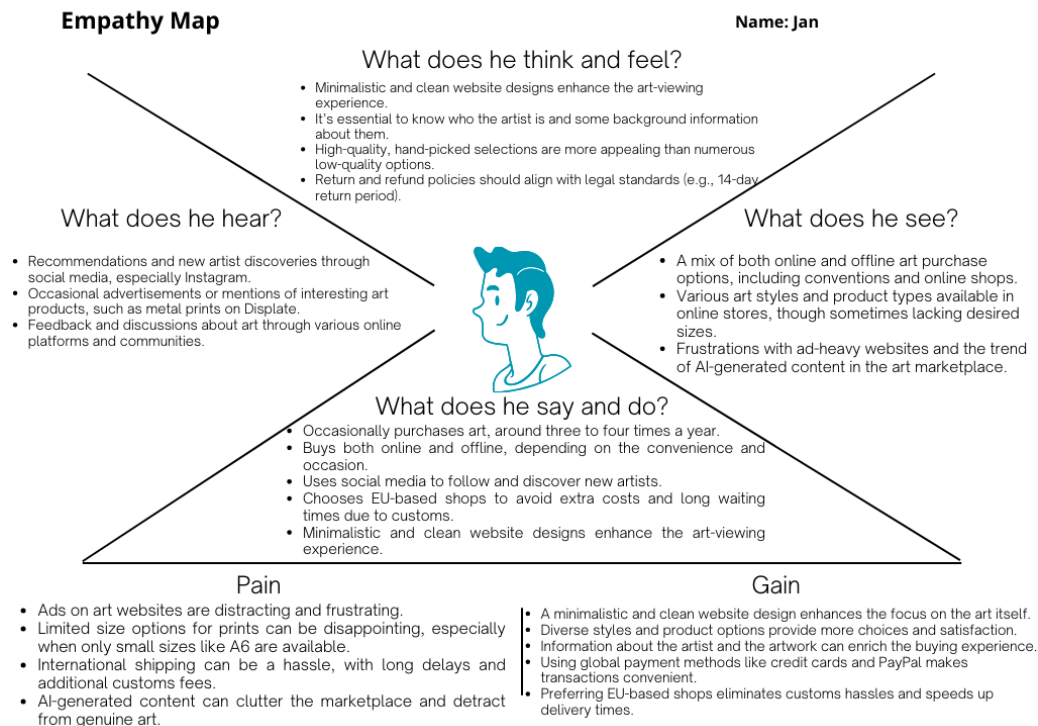 Empathy Map
Name: Jan
What does he think and feel?
• Minimalistic and clean website designs enhance the art-viewing
experience.
• It's essential to know who the artist is and some background information
about them.
• High-quality, hand-picked selections are more appealing than numerous
low-quality options.
• Return and refund policies should align with legal standards (e.g., 14-day
return period).
What does he hear?
• Recommendations and new artist discoveries through
social media, especially Instagram.
• Occasional advertisements or mentions of interesting art
products, such as metal prints on Displate.
• Feedback and discussions about art through various online
platforms and communities.
What does he see?
• A mix of both online and offline art purchase
options, including conventions and online shops.
• Various art styles and product types available in
online stores, though sometimes lacking desired
sizes.
• Frustrations with ad-heavy websites and the trend
of AI-generated content in the art marketplace.
What does he say and do?
• Occasionally purchases art, around three to four times a year.
• Buys both online and offline, depending on the convenience and
occasion.
• Uses social media to follow and discover new artists.
• Chooses EU-based shops to avoid extra costs and long waiting
times due to customs.
• Minimalistic and clean website designs enhance the art-viewing
experience.
Pain
• Ads on art websites are distracting and frustrating.
• Limited size options for prints can be disappointing, especially
when only small sizes like A6 are available.
• International shipping can be a hassle, with long delays and
additional customs fees.
• AI-generated content can clutter the marketplace and detract
from genuine art.
Gain
• A minimalistic and clean website design enhances the focus on the art itself.
• Diverse styles and product options provide more choices and satisfaction.
• Information about the artist and the artwork can enrich the buying experience.
• Using global payment methods like credit cards and PayPal makes
transactions convenient.
• Preferring EU-based shops eliminates customs hassles and speeds up
delivery times.